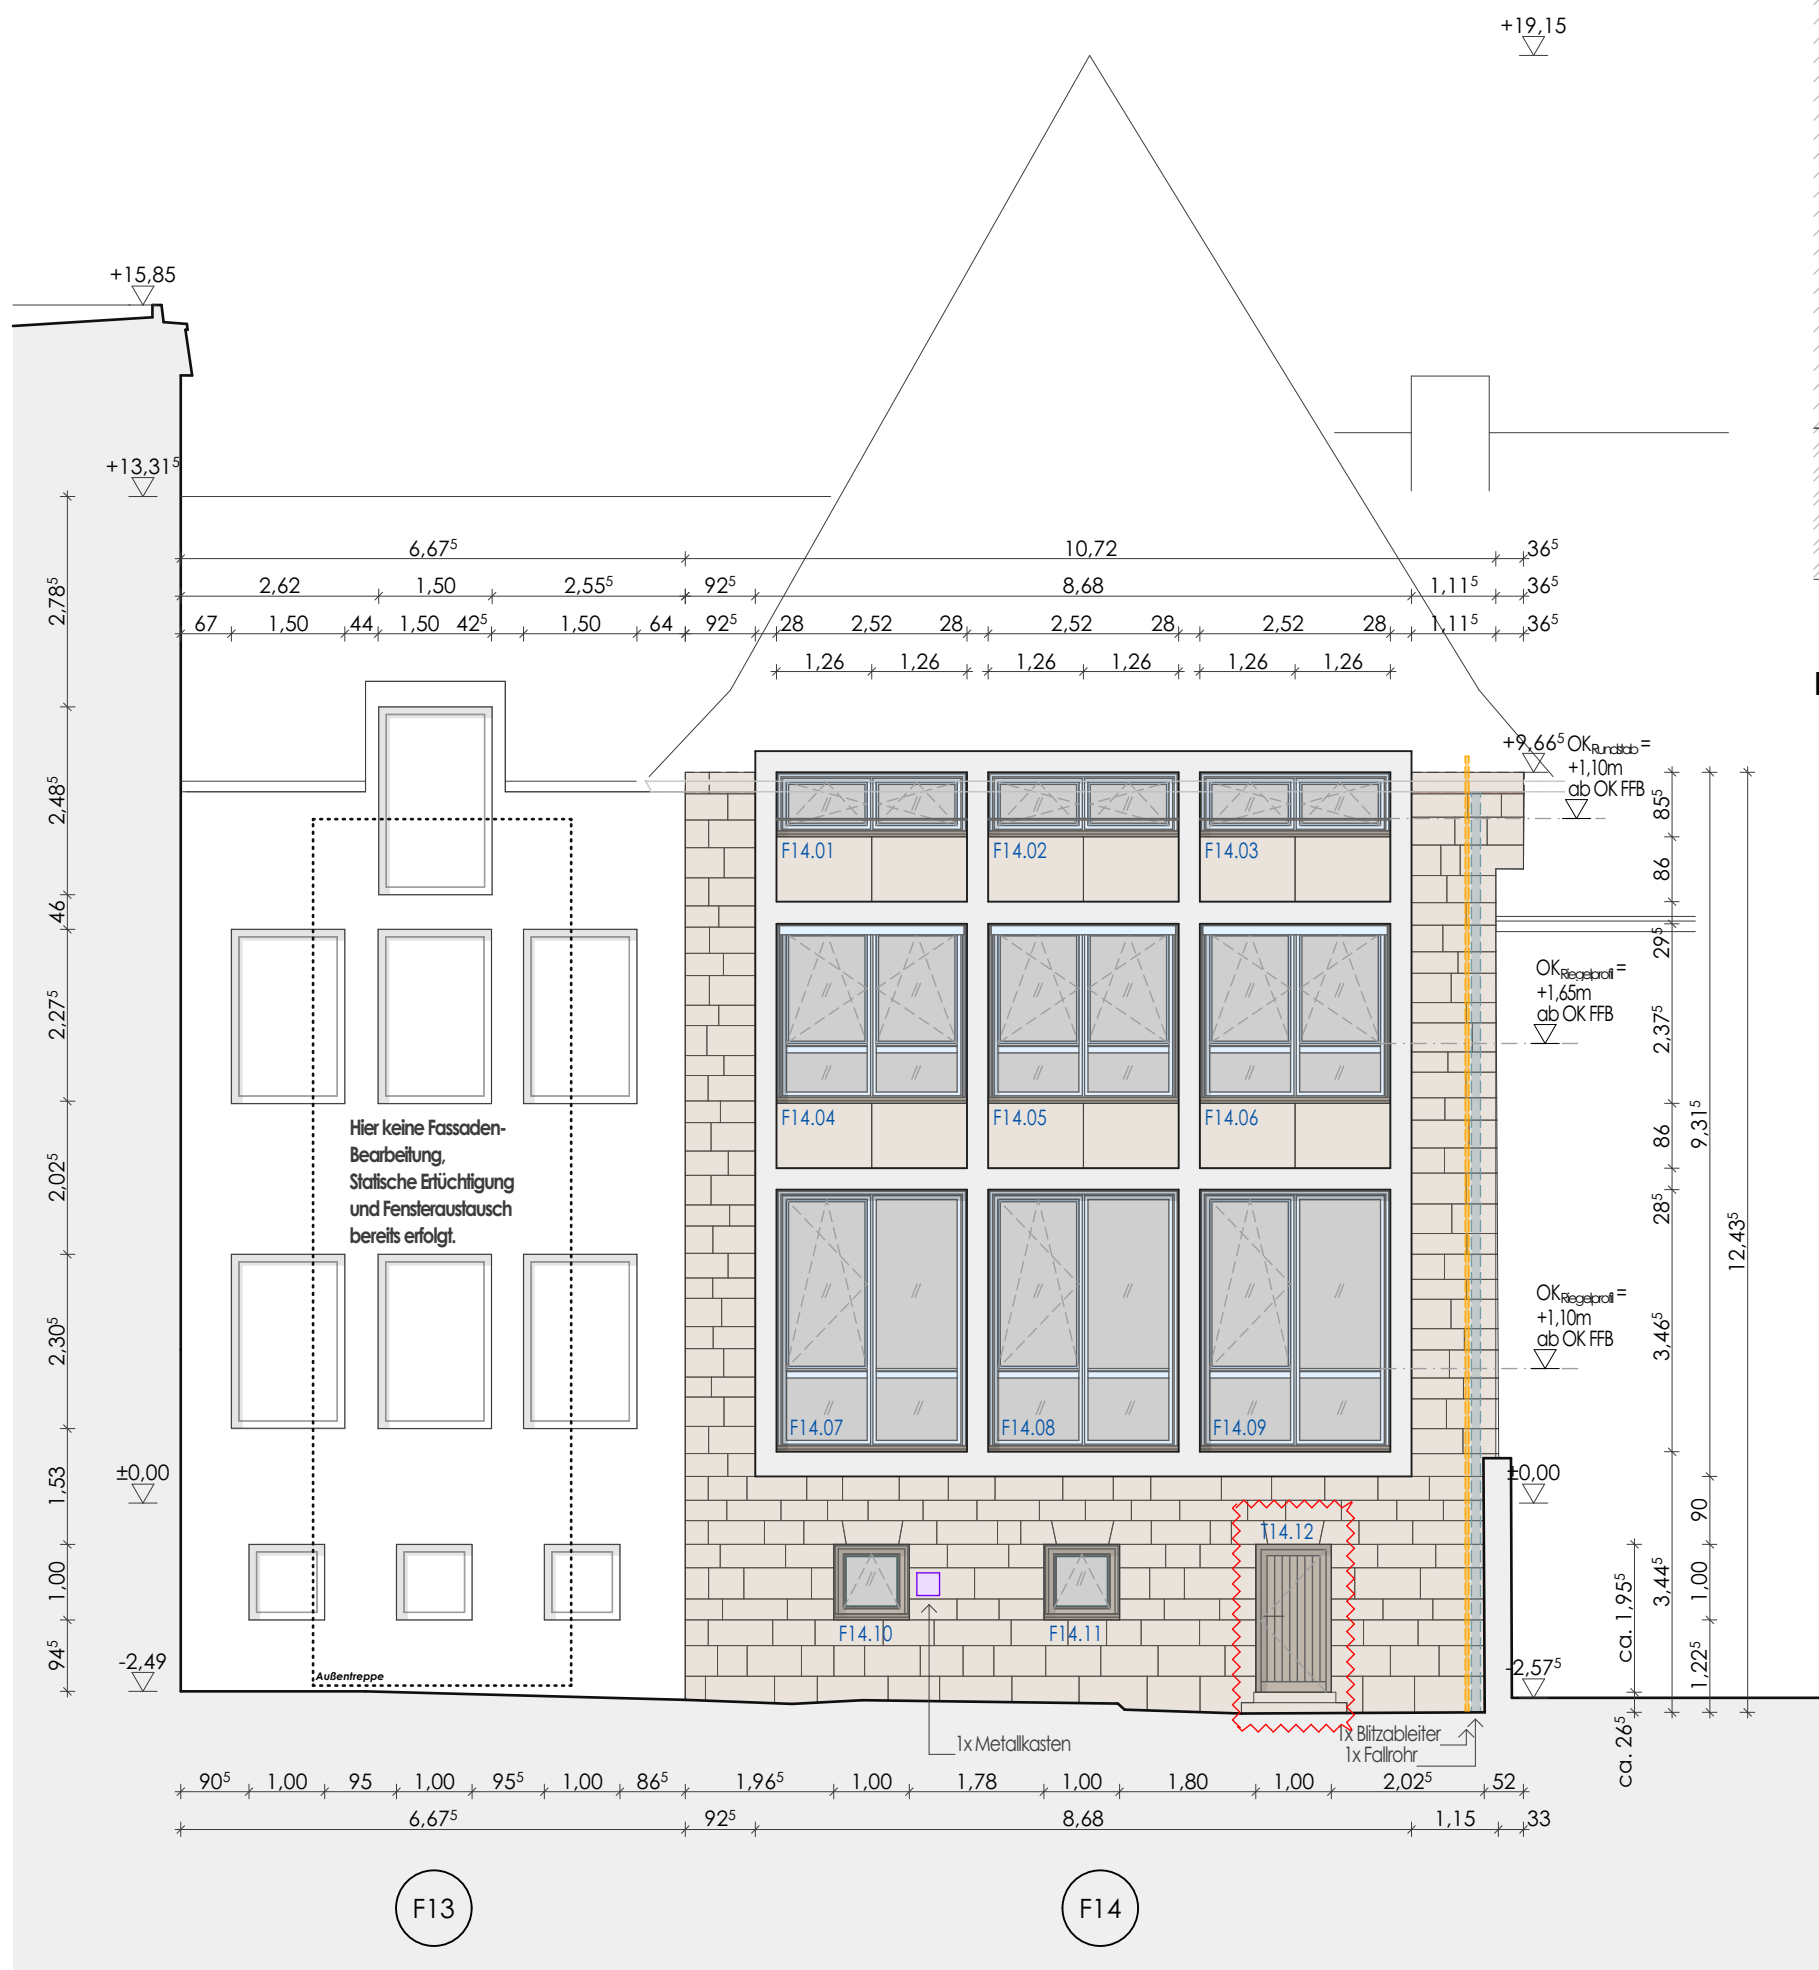 +19,15
+15,85
+13,31⁵
6,67⁵ 10,72 36⁵
2,62 1,50 2,55⁵ 92⁵ 8,68 1,11⁵ 36⁵
67 1,50 44 1,50 42⁵ 1,50 64 92⁵ 28 2,52 28 2,52 28 2,52 28 1,11⁵ 36⁵
1,26 1,26 1,26 1,26 1,26 1,26
2,78⁵
2,48⁵
46
2,27⁵
2,02⁵
2,30⁵
1,53
1,00
94⁵
+9,66⁵ OK Rundstab =
+1,10m
ab OK FFB
F14.01 F14.02 F14.03
OK Riegelprofil =
+1,65m
ab OK FFB
F14.04 F14.05 F14.06
Hier keine Fassaden-
Bearbeitung,
Statische Ertüchtigung
und Fensteraustausch
bereits erfolgt.
OK Riegelprofil =
+1,10m
ab OK FFB
F14.07 F14.08 F14.09
85⁵
86
29⁵
2,37⁵
86
28⁵
3,46⁵
3,44⁵
9,31⁵
90
1,00
1,22⁵
12,43⁵
ca. 1,95⁵
ca. 26⁵
±0,00 ±0,00
T14.12
F14.10 F14.11
-2,49 -2,57⁵
Außentreppe
1x Metallkasten
1x Blitzableiter
1x Fallrohr
90⁵ 1,00 95 1,00 95⁵ 1,00 86⁵ 1,96⁵ 1,00 1,78 1,00 1,80 1,00 2,02⁵ 52
6,67⁵ 92⁵ 8,68 1,15 33
F13 F14